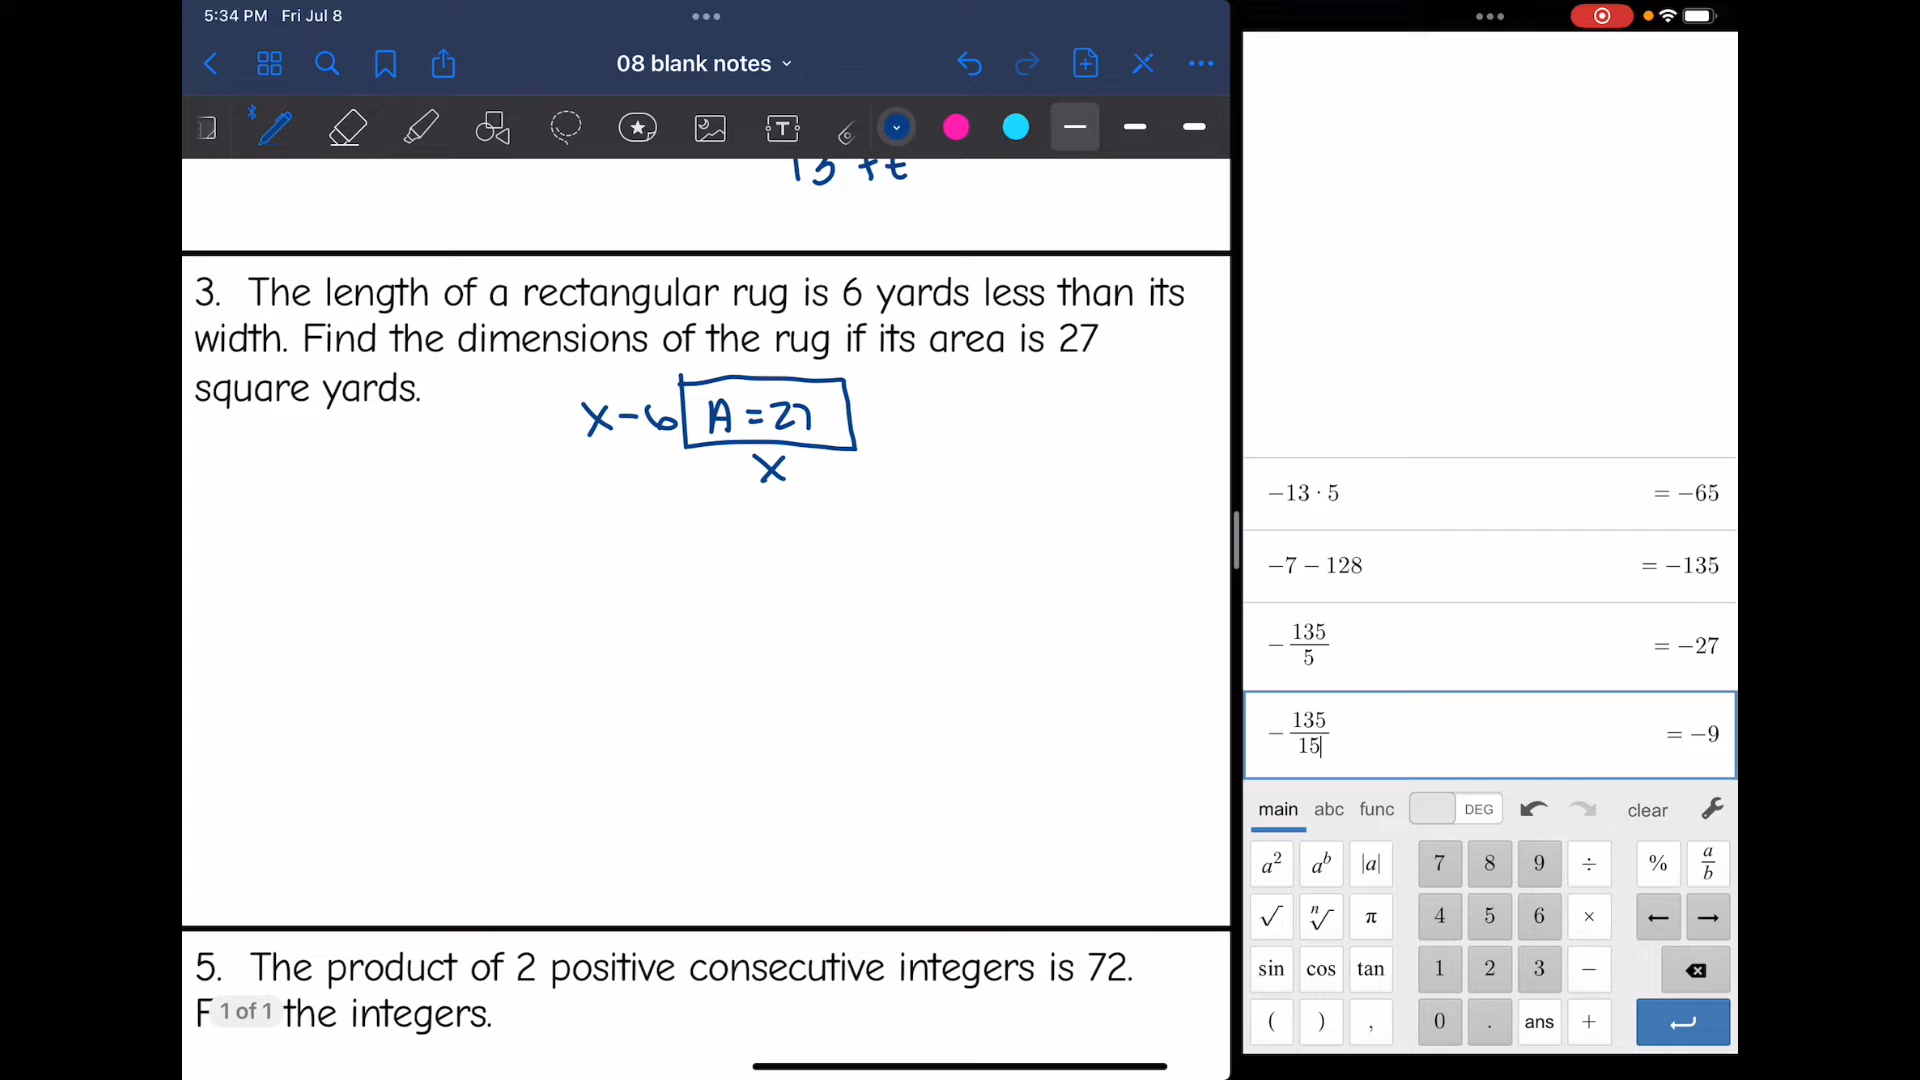 5:34 PM Fri Jul 8
08 blank notes
T
13 ft
3. The length of a rectangular rug is 6 yards less than its
width. Find the dimensions of the rug if its area is 27
square yards.
x-6 A=27
x
5. The product of 2 positive consecutive integers is 72.
F the integers.
1 of 1
−13 · 5 = −65
−7 − 128 = −135
−135/5 = −27
−135/15 = −9
main abc func DEG clear
a² aᵇ |a| 7 8 9 ÷ % a/b
√ ⁿ√ π 4 5 6 × ← →
sin cos tan 1 2 3 −
( ) , 0 . ans +